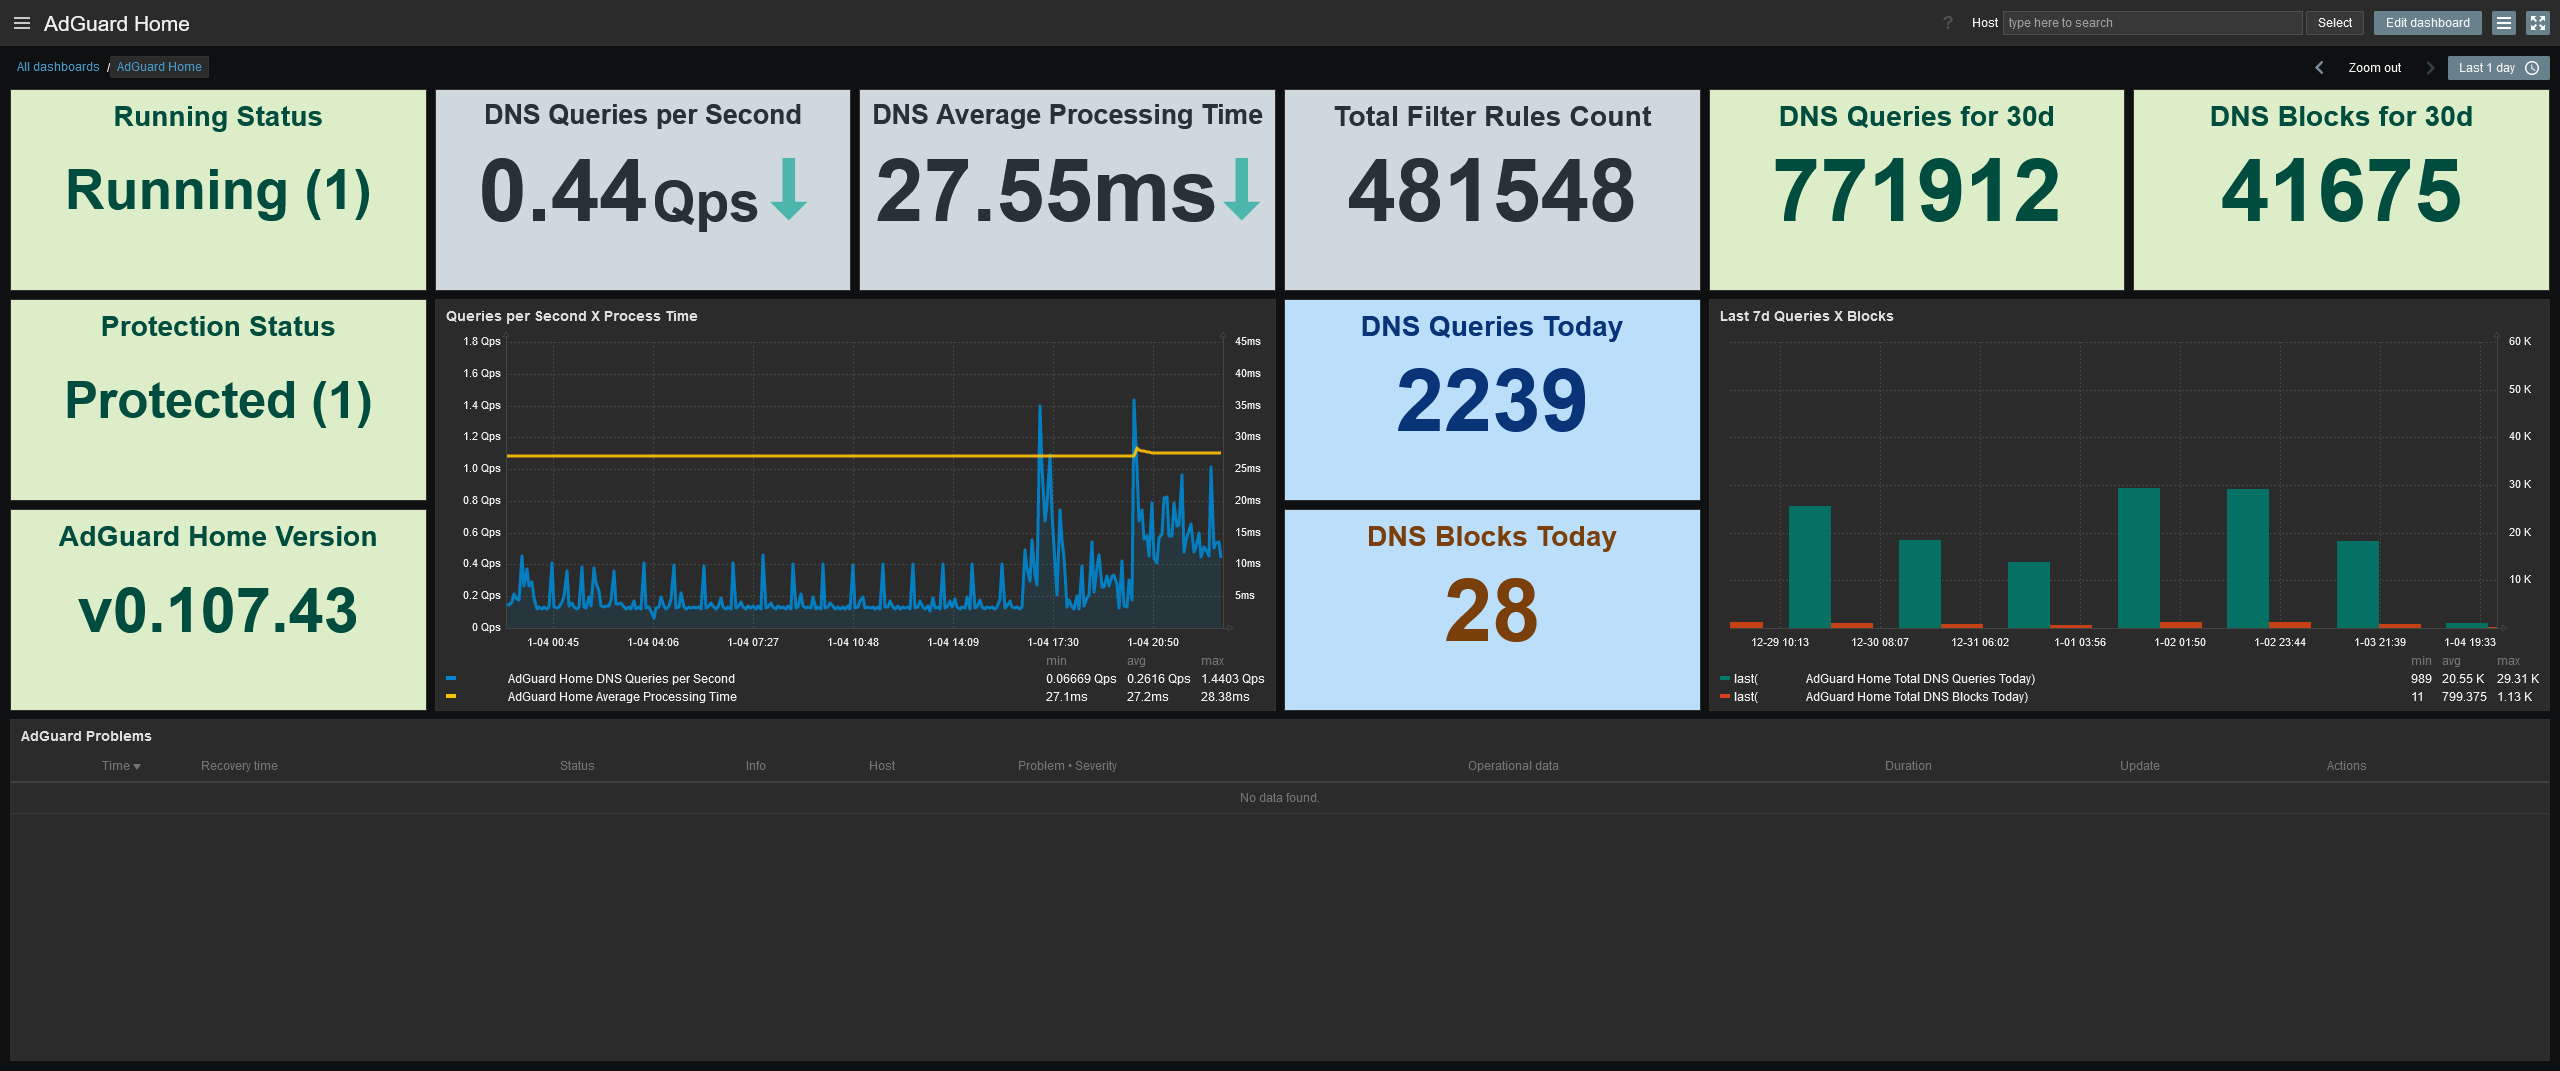 AdGuard Home
? Host type here to search Select Edit dashboard
All dashboards / AdGuard Home
Zoom out Last 1 day
Running Status
Running (1)
DNS Queries per Second
0.44 Qps
DNS Average Processing Time
27.55ms
Total Filter Rules Count
481548
DNS Queries for 30d
771912
DNS Blocks for 30d
41675
Protection Status
Protected (1)
AdGuard Home Version
v0.107.43
Queries per Second X Process Time
1.8 Qps
1.6 Qps
1.4 Qps
1.2 Qps
1.0 Qps
0.8 Qps
0.6 Qps
0.4 Qps
0.2 Qps
0 Qps
45ms
40ms
35ms
30ms
25ms
20ms
15ms
10ms
5ms
1-04 00:45 1-04 04:06 1-04 07:27 1-04 10:48 1-04 14:09 1-04 17:30 1-04 20:50
min avg max
AdGuard Home DNS Queries per Second 0.06669 Qps 0.2616 Qps 1.4403 Qps
AdGuard Home Average Processing Time 27.1ms 27.2ms 28.38ms
DNS Queries Today
2239
DNS Blocks Today
28
Last 7d Queries X Blocks
60 K
50 K
40 K
30 K
20 K
10 K
12-29 10:13 12-30 08:07 12-31 06:02 1-01 03:56 1-02 01:50 1-02 23:44 1-03 21:39 1-04 19:33
min avg max
last( AdGuard Home Total DNS Queries Today) 989 20.55 K 29.31 K
last( AdGuard Home Total DNS Blocks Today) 11 799.375 1.13 K
AdGuard Problems
Time Recovery time Status Info Host Problem • Severity Operational data Duration Update Actions
No data found.